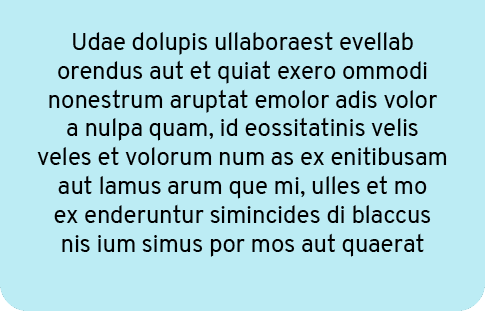 Udae dolupis ullaboraest evellab
orendus aut et quiat exero ommodi
nonestrum aruptat emolor adis volor
a nulpa quam, id eossitatinis velis
veles et volorum num as ex enitibusam
aut lamus arum que mi, ulles et mo
ex enderuntur simincides di blaccus
nis ium simus por mos aut quaerat